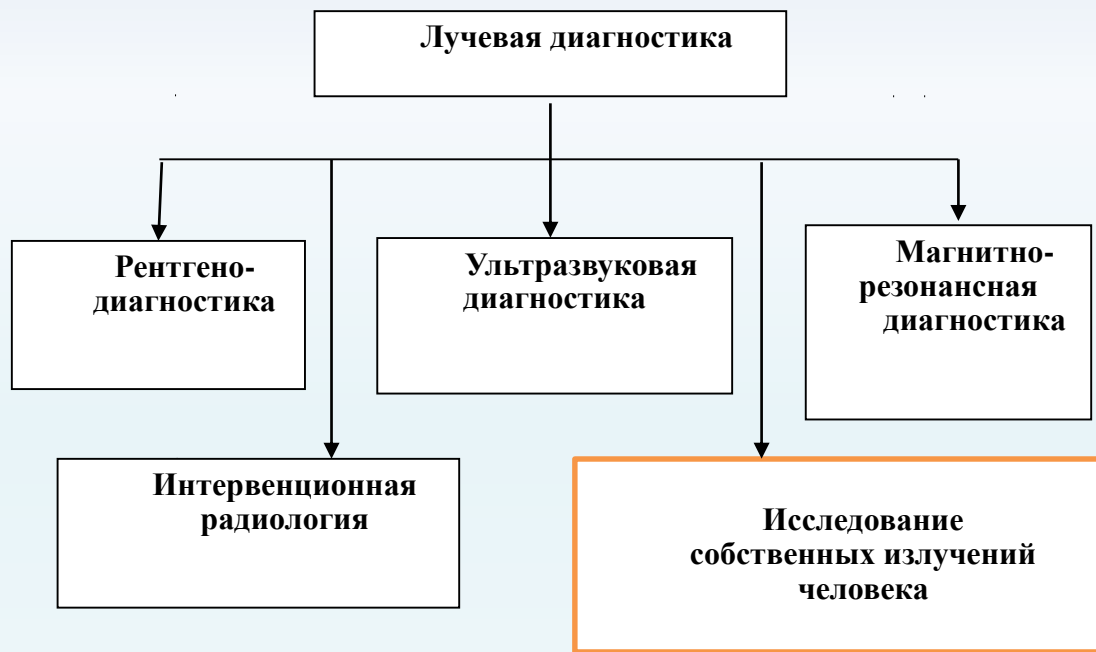 Лучевая диагностика
Рентгено-
диагностика
Ультразвуковая
диагностика
Магнитно-
резонансная
диагностика
Интервенционная
радиология
Исследование
собственных излучений
человека